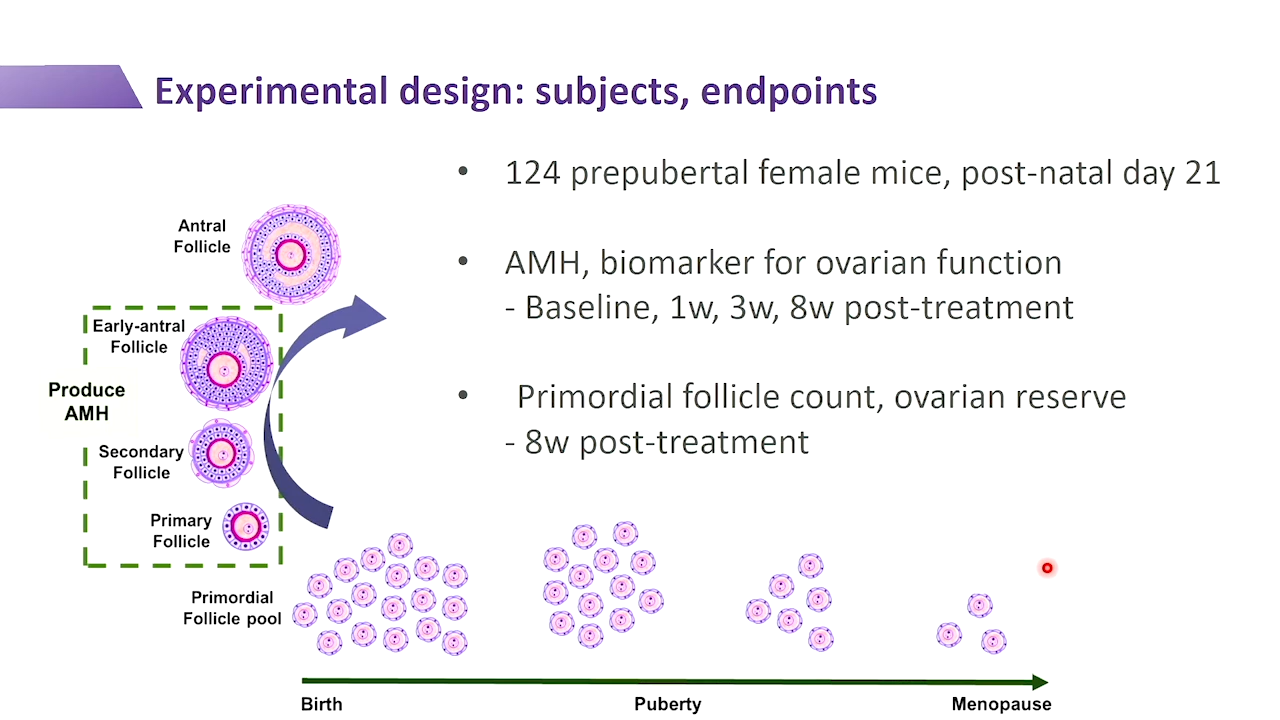 Experimental design: subjects, endpoints
• 124 prepubertal female mice, post-natal day 21
• AMH, biomarker for ovarian function
- Baseline, 1w, 3w, 8w post-treatment
• Primordial follicle count, ovarian reserve
- 8w post-treatment
Antral
Follicle
Early-antral
Follicle
Produce
AMH
Secondary
Follicle
Primary
Follicle
Primordial
Follicle pool
Birth
Puberty
Menopause